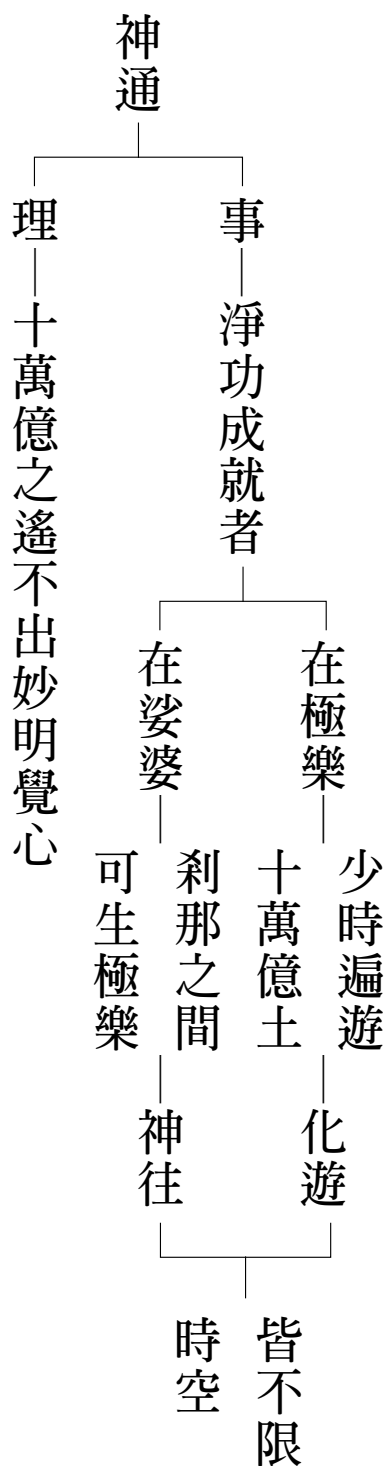 神通
事
淨功成就者
在極樂
少時遍遊
十萬億土
化遊
在娑婆
剎那之間
可生極樂
神往
皆不限
時空
理
十萬億之遙不出妙明覺心